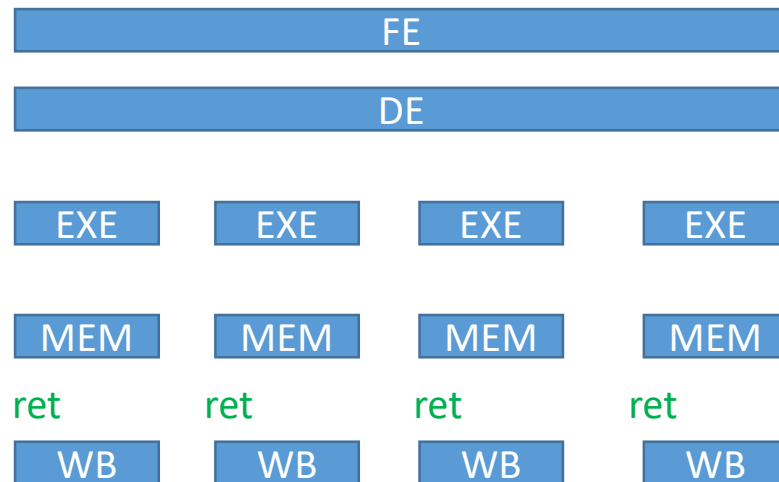 FE
DE
EXE EXE EXE EXE
MEM MEM MEM MEM
ret ret ret ret
WB WB WB WB